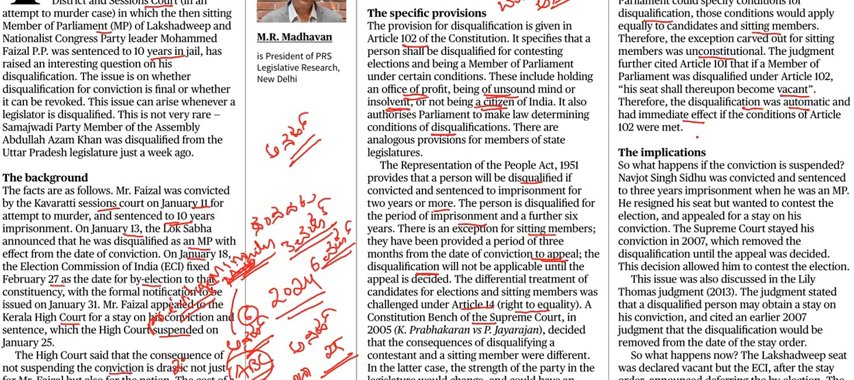 District and Sessions Court (in an
attempt to murder case) in which the then sitting
Member of Parliament (MP) of Lakshadweep and
Nationalist Congress Party leader Mohammed
Faizal P.P. was sentenced to 10 years in jail, has
raised an interesting question on his
disqualification. The issue is on whether
disqualification for conviction is final or whether
it can be revoked. This issue can arise whenever a
legislator is disqualified. This is not very rare —
Samajwadi Party Member of the Assembly
Abdullah Azam Khan was disqualified from the
Uttar Pradesh legislature just a week ago.
The background
The facts are as follows. Mr. Faizal was convicted
by the Kavaratti sessions court on January 11 for
attempt to murder, and sentenced to 10 years
imprisonment. On January 13, the Lok Sabha
announced that he was disqualified as an MP with
effect from the date of conviction. On January 18,
the Election Commission of India (ECI) fixed
February 27 as the date for by-election to that
constituency, with the formal notification to be
issued on January 31. Mr. Faizal appealed to the
Kerala High Court for a stay on his conviction and
sentence, which the High Court suspended on
January 25.
The High Court said that the consequence of
not suspending the conviction is drastic not just
for Mr. Faizal but also for the nation. The cost of
M.R. Madhavan
is President of PRS
Legislative Research,
New Delhi
2024
6
ABC
The specific provisions
The provision for disqualification is given in
Article 102 of the Constitution. It specifies that a
person shall be disqualified for contesting
elections and being a Member of Parliament
under certain conditions. These include holding
an office of profit, being of unsound mind or
insolvent, or not being a citizen of India. It also
authorises Parliament to make law determining
conditions of disqualifications. There are
analogous provisions for members of state
legislatures.
The Representation of the People Act, 1951
provides that a person will be disqualified if
convicted and sentenced to imprisonment for
two years or more. The person is disqualified for
the period of imprisonment and a further six
years. There is an exception for sitting members;
they have been provided a period of three
months from the date of conviction to appeal; the
disqualification will not be applicable until the
appeal is decided. The differential treatment of
candidates for elections and sitting members was
challenged under Article 14 (right to equality). A
Constitution Bench of the Supreme Court, in
2005 (K. Prabhakaran vs P. Jayarajan), decided
that the consequences of disqualifying a
contestant and a sitting member were different.
In the latter case, the strength of the party in the
legislature would change, and could have an
Parliament could specify conditions for
disqualification, those conditions would apply
equally to candidates and sitting members.
Therefore, the exception carved out for sitting
members was unconstitutional. The judgment
further cited Article 101 that if a Member of
Parliament was disqualified under Article 102,
“his seat shall thereupon become vacant”.
Therefore, the disqualification was automatic and
had immediate effect if the conditions of Article
102 were met.
The implications
So what happens if the conviction is suspended?
Navjot Singh Sidhu was convicted and sentenced
to three years imprisonment when he was an MP.
He resigned his seat but wanted to contest the
election, and appealed for a stay on his
conviction. The Supreme Court stayed his
conviction in 2007, which removed the
disqualification until the appeal was decided.
This decision allowed him to contest the election.
This issue was also discussed in the Lily
Thomas judgment (2013). The judgment stated
that a disqualified person may obtain a stay on
his conviction, and cited an earlier 2007
judgment that the disqualification would be
removed from the date of the stay order.
So what happens now? The Lakshadweep seat
was declared vacant but the ECI, after the stay